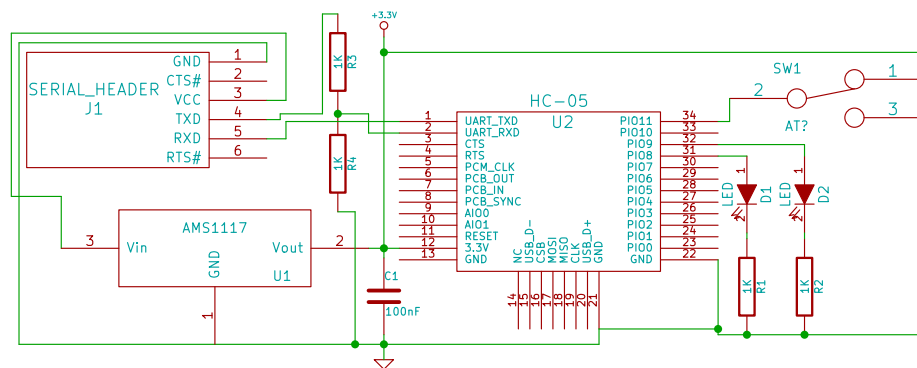 +3.3V
SERIAL_HEADER
J1
GND 1
CTS# 2
VCC 3
TXD 4
RXD 5
RTS# 6
1K R3
1K R4
AMS1117
3 Vin
Vout 2
GND
U1
1
C1
100nF
HC-05
U2
1 UART_TXD
2 UART_RXD
3 CTS
4 RTS
5 PCM_CLK
6 PCB_OUT
7 PCB_IN
8 PCB_SYNC
9 AIO0
10 AIO1
11 RESET
12 3.3V
13 GND
PIO11 34
PIO10 33
PIO9 32
PIO8 31
PIO7 30
PIO6 29
PIO5 28
PIO4 27
PIO3 26
PIO2 25
PIO1 24
PIO0 23
GND 22
NC 14
USB_D- 15
CSB 16
MOSI 17
MISO 18
CLK 19
USB_D+ 20
GND 21
SW1
2
1
3
AT?
LED 1 2 D1
LED 1 2 D2
1K R1
1K R2